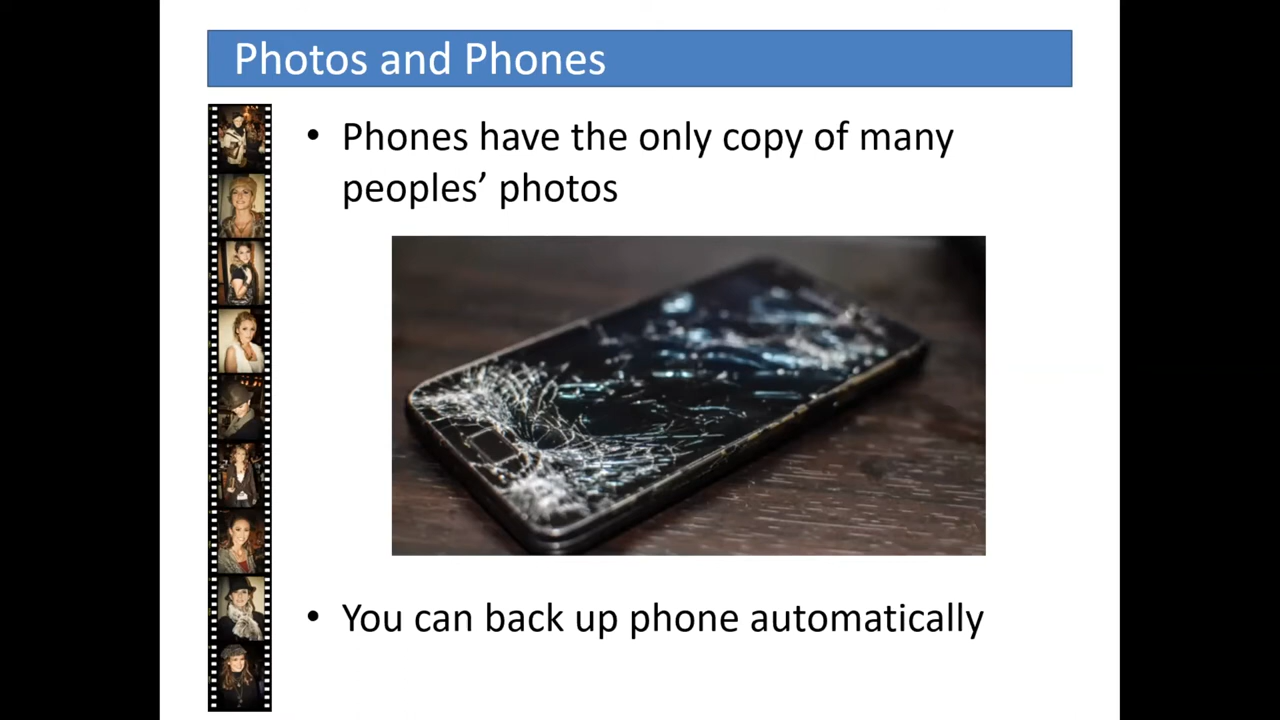 Photos and Phones
• Phones have the only copy of many
peoples’ photos
• You can back up phone automatically